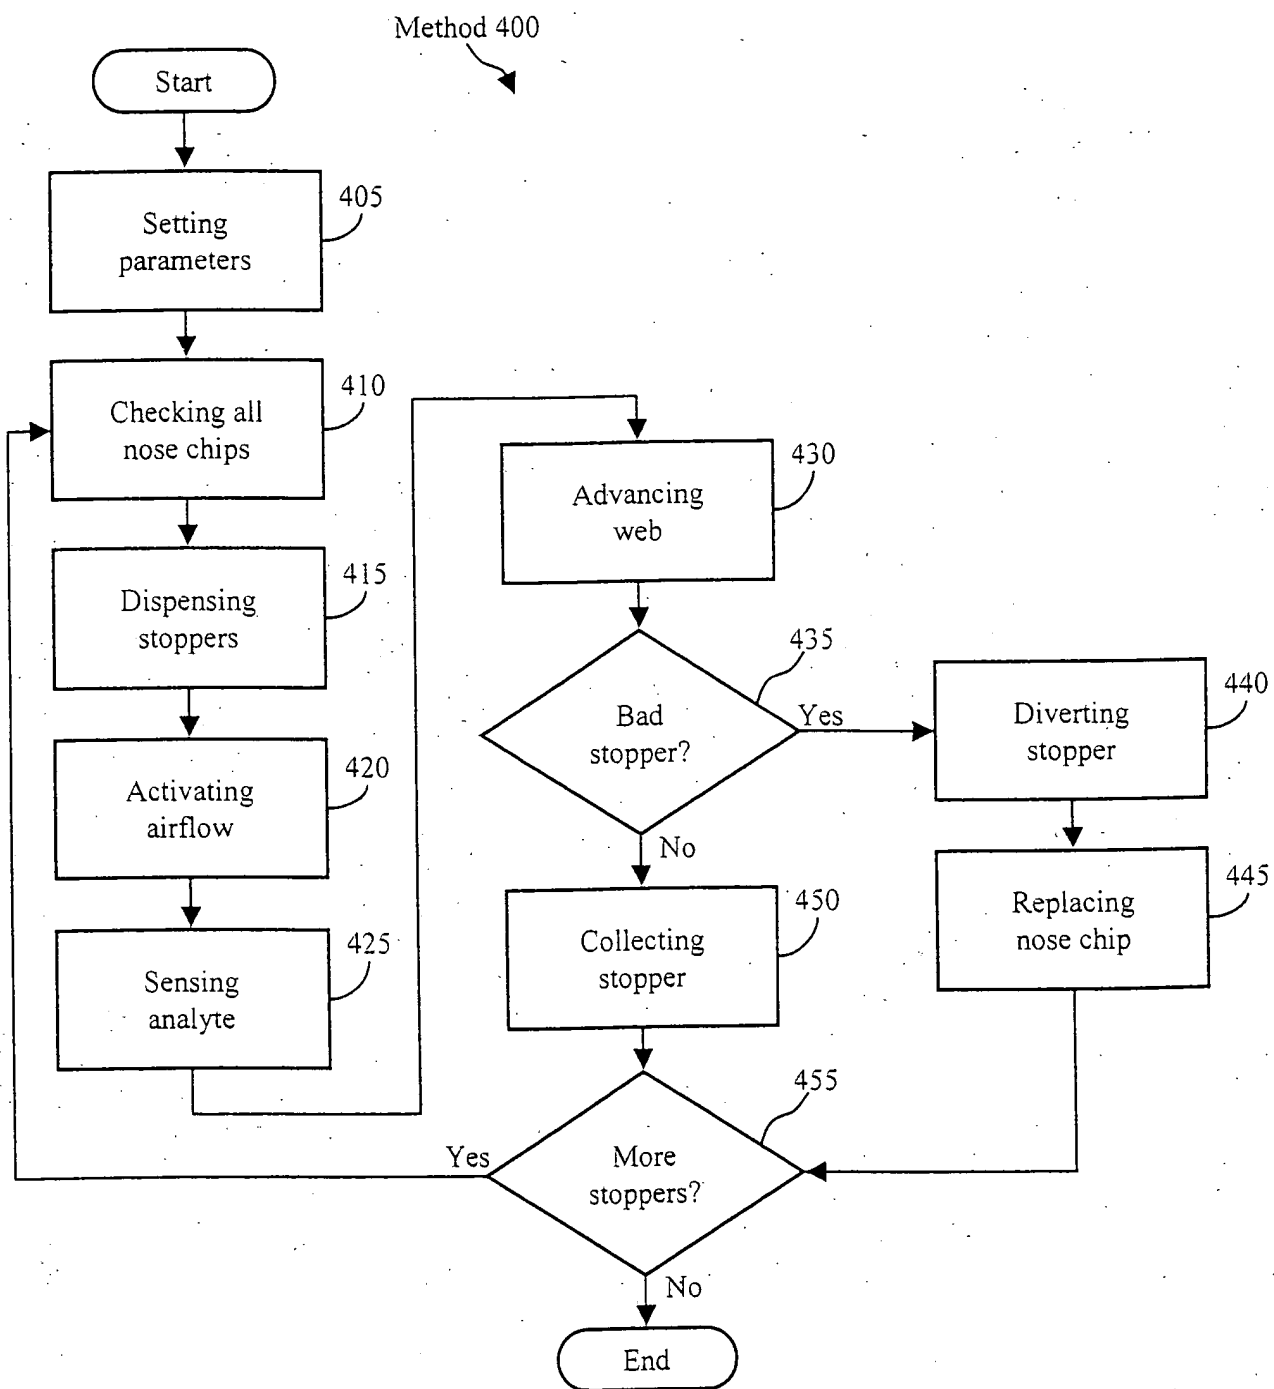 Method 400
Start
405
Setting
parameters
410
Checking all
nose chips
415
Dispensing
stoppers
420
Activating
airflow
425
Sensing
analyte
430
Advancing
web
435
Bad
stopper?
Yes
No
440
Diverting
stopper
445
Replacing
nose chip
450
Collecting
stopper
455
More
stoppers?
Yes
No
End